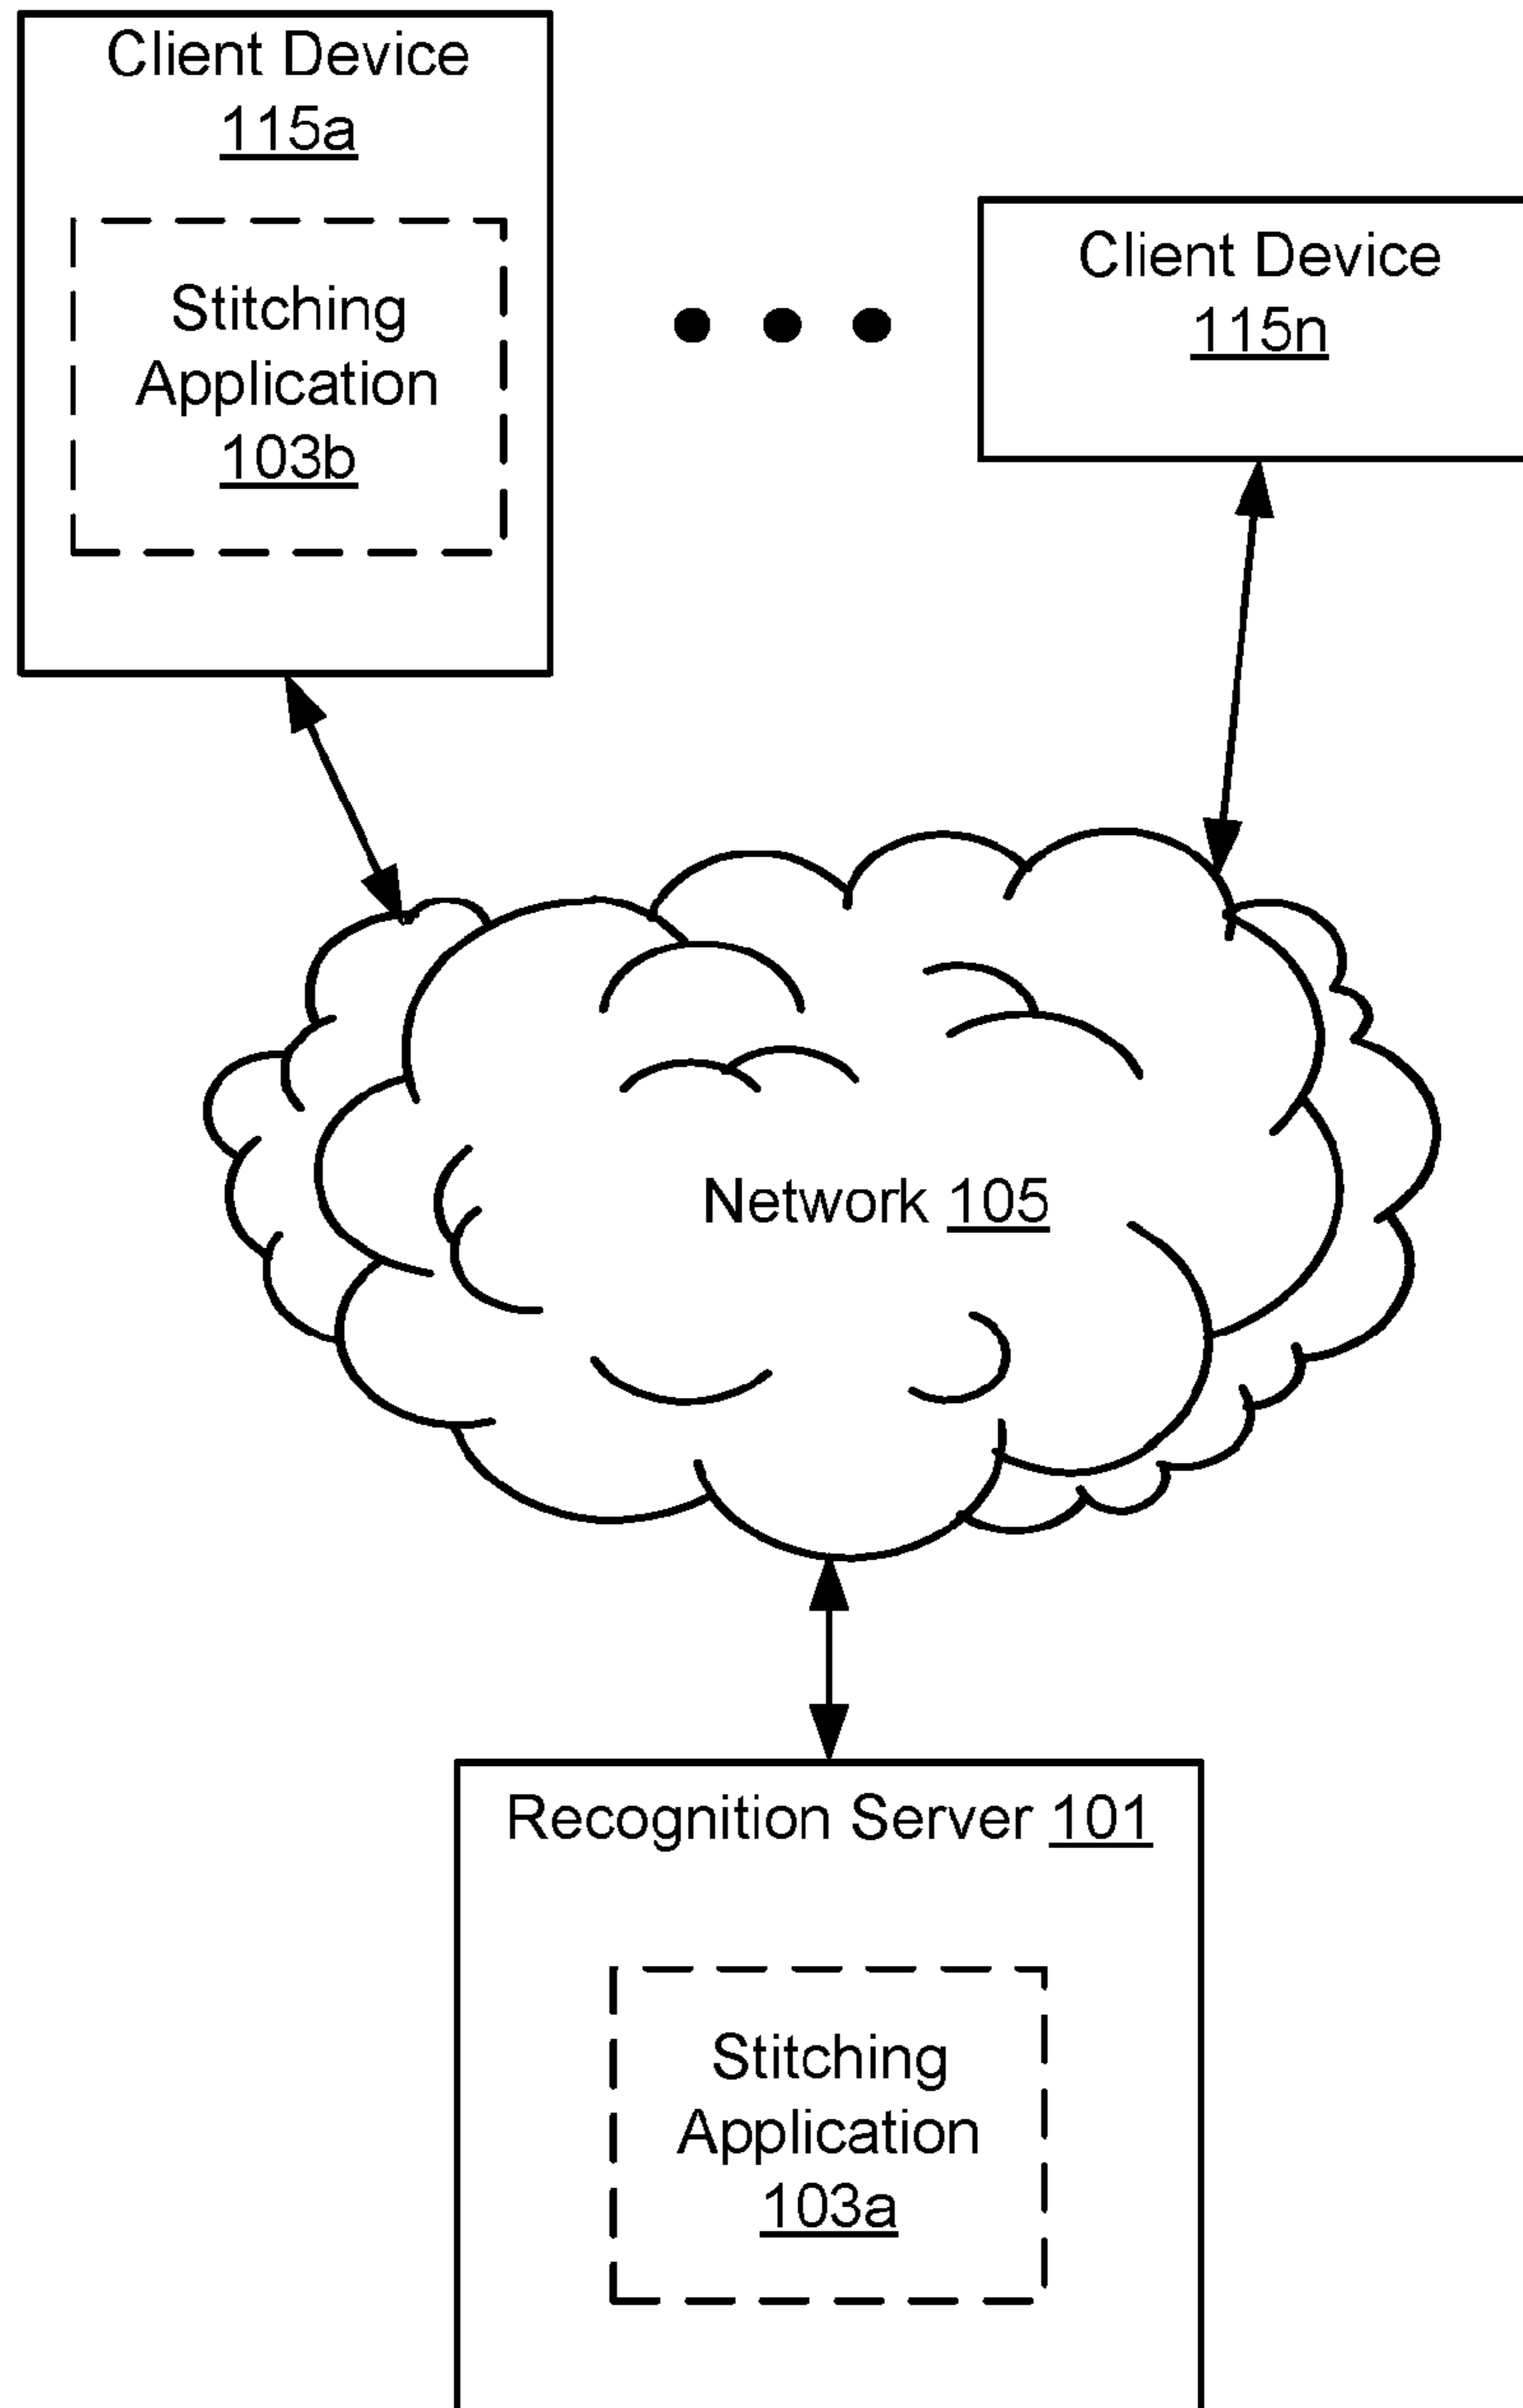 Client Device
115a
Stitching
Application
103b
Client Device
115n
Network 105
Recognition Server 101
Stitching
Application
103a